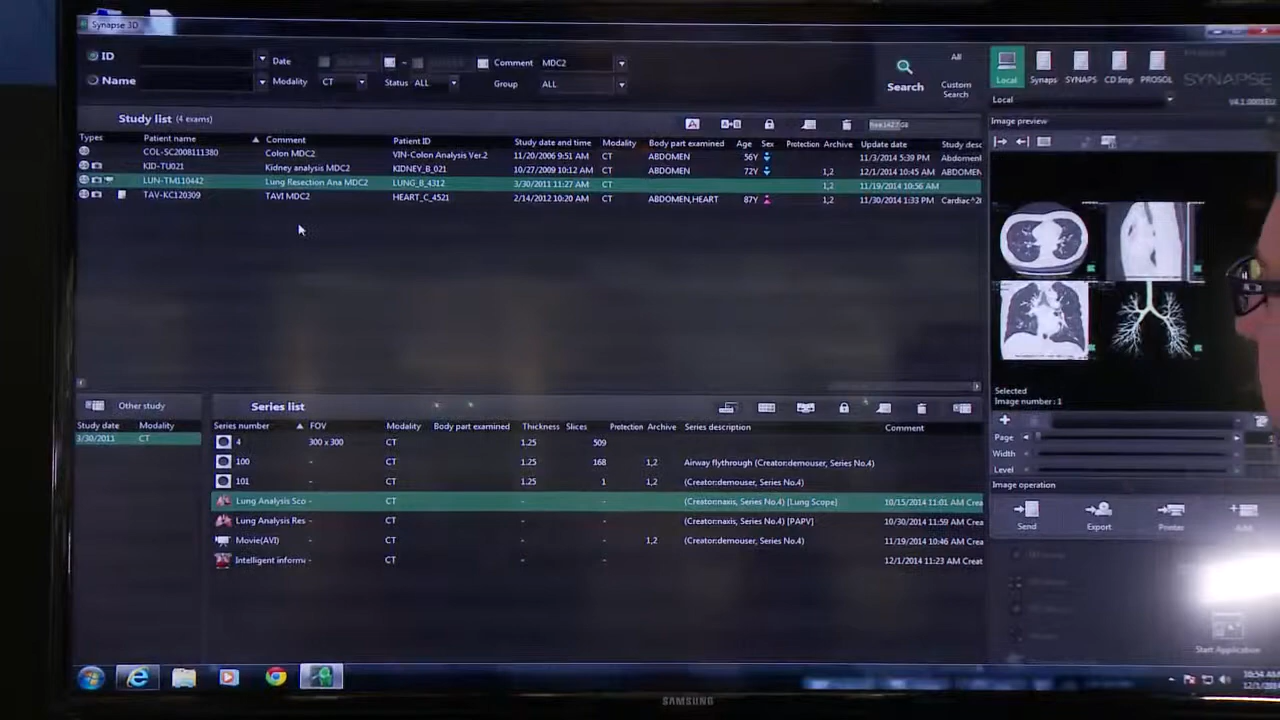 Synapse 3D
ID Date - Comment MDC2
Name Modality CT Status ALL Group ALL
Search All Custom Search
Local Synaps SYNAPS CD Imp PROSOL SYNAPSE
Local
Study list (4 exams)
Image preview
Types Patient name Comment Patient ID Study date and time Modality Body part examined Age Sex Protection Archive Update date Study desc
COL-SC2008111380 Colon MDC2 VIN-Colon Analysis Ver.2 11/20/2006 9:51 AM CT ABDOMEN 56Y 11/3/2014 5:39 PM Abdomen
KID-TU021 Kidney analysis MDC2 KIDNEY_B_021 10/27/2009 10:12 AM CT ABDOMEN 72Y 1,2 12/1/2014 10:45 AM ABDOMEN
LUN-TM110442 Lung Resection Ana MDC2 LUNG_B_4312 3/30/2011 11:27 AM CT 1,2 11/19/2014 10:56 AM
TAV-KC120309 TAVI MDC2 HEART_C_4521 2/14/2012 10:20 AM CT ABDOMEN,HEART 87Y 1,2 11/30/2014 1:33 PM
Selected
Image number : 1
Other study
Series list
Study date Modality
3/30/2011 CT
Series number FOV Modality Body part examined Thickness Slices Protection Archive Series description Comment
4 300 x 300 CT 1.25 509
100 - CT 1.25 168 1,2 Airway flythrough (Creator:demouser, Series No.4)
101 - CT 1.25 1 1,2 (Creator:demouser, Series No.4)
Lung Analysis Sco - CT - - (Creator:naxis, Series No.4) [Lung Scope] 10/15/2014 11:01 AM Crea
Lung Analysis Res - CT - - (Creator:naxis, Series No.4) [PAPV] 10/30/2014 11:59 AM Crea
Movie(AVI) - CT - - 1,2 (Creator:demouser, Series No.4) 11/19/2014 10:46 AM Crea
Intelligent inform - CT - - 12/1/2014 11:23 AM Creat
Page
Width
Level
Image operation
Send Export Printer Add
Start Application
10:54 AM
SAMSUNG